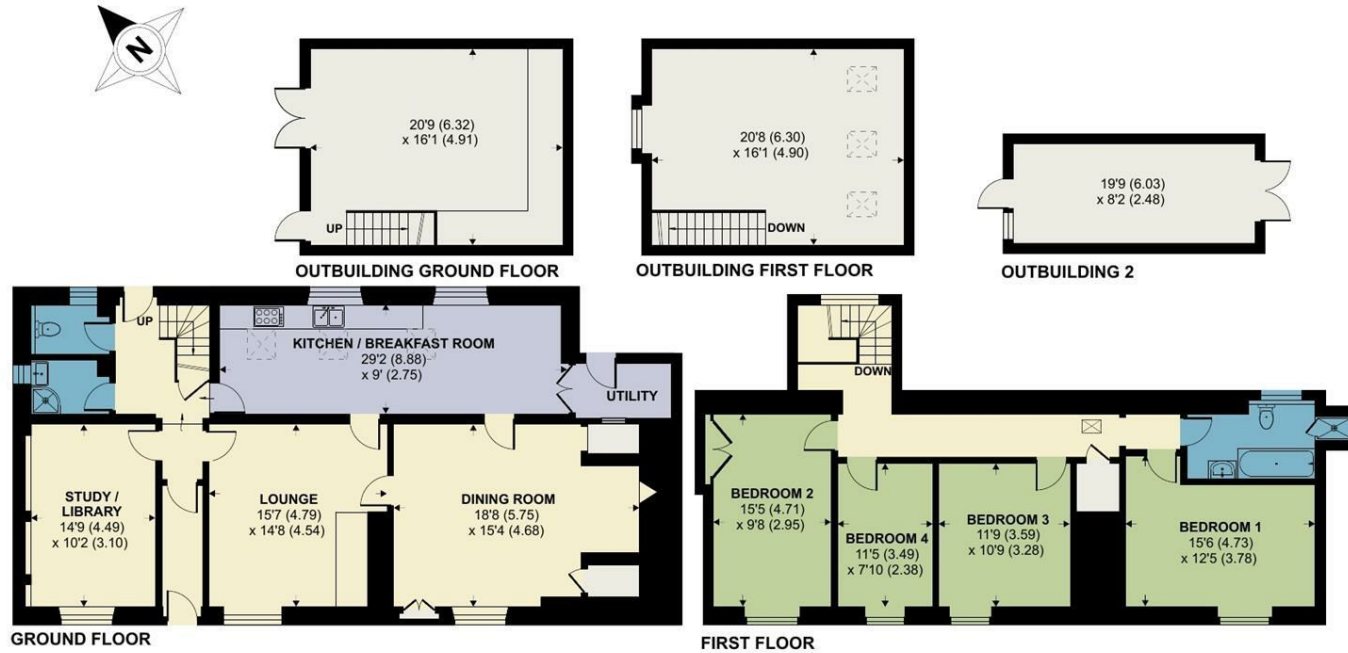 N
20'9 (6.32)
x 16'1 (4.91)
UP
OUTBUILDING GROUND FLOOR
20'8 (6.30)
x 16'1 (4.90)
DOWN
OUTBUILDING FIRST FLOOR
19'9 (6.03)
x 8'2 (2.48)
OUTBUILDING 2
UP
KITCHEN / BREAKFAST ROOM
29'2 (8.88)
x 9' (2.75)
UTILITY
STUDY /
LIBRARY
14'9 (4.49)
x 10'2 (3.10)
LOUNGE
15'7 (4.79)
x 14'8 (4.54)
DINING ROOM
18'8 (5.75)
x 15'4 (4.68)
GROUND FLOOR
DOWN
BEDROOM 2
15'5 (4.71)
x 9'8 (2.95)
BEDROOM 4
11'5 (3.49)
x 7'10 (2.38)
BEDROOM 3
11'9 (3.59)
x 10'9 (3.28)
BEDROOM 1
15'6 (4.73)
x 12'5 (3.78)
FIRST FLOOR